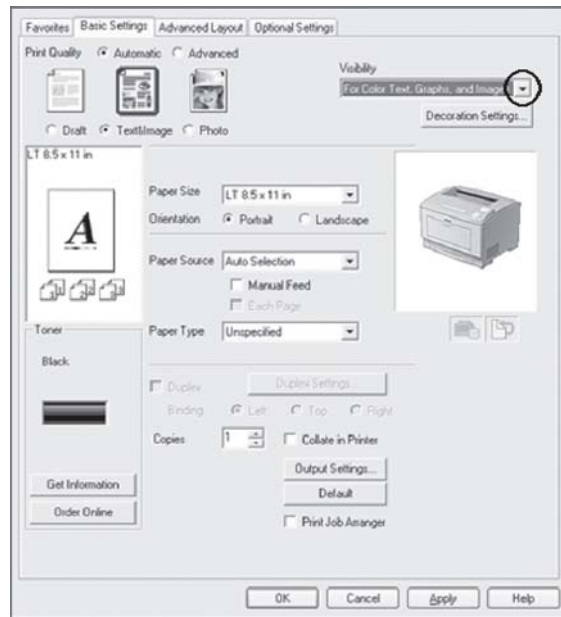 Favorites Basic Settings Advanced Layout Optional Settings
Print Quality Automatic Advanced
Visibility
For Color Text, Graphs, and Image
Decoration Settings...
Draft Text&Image Photo
LT 8.5 x 11 in
Paper Size LT 8.5 x 11 in
Orientation Portrait Landscape
A
Paper Source Auto Selection
Manual Feed
Each Page
Toner
Paper Type Unspecified
Black
Duplex Duplex Settings...
Binding Left Top Right
Copies 1 Collate in Printer
Output Settings...
Get Information
Default
Order Online
Print Job Arranger
OK Cancel Apply Help